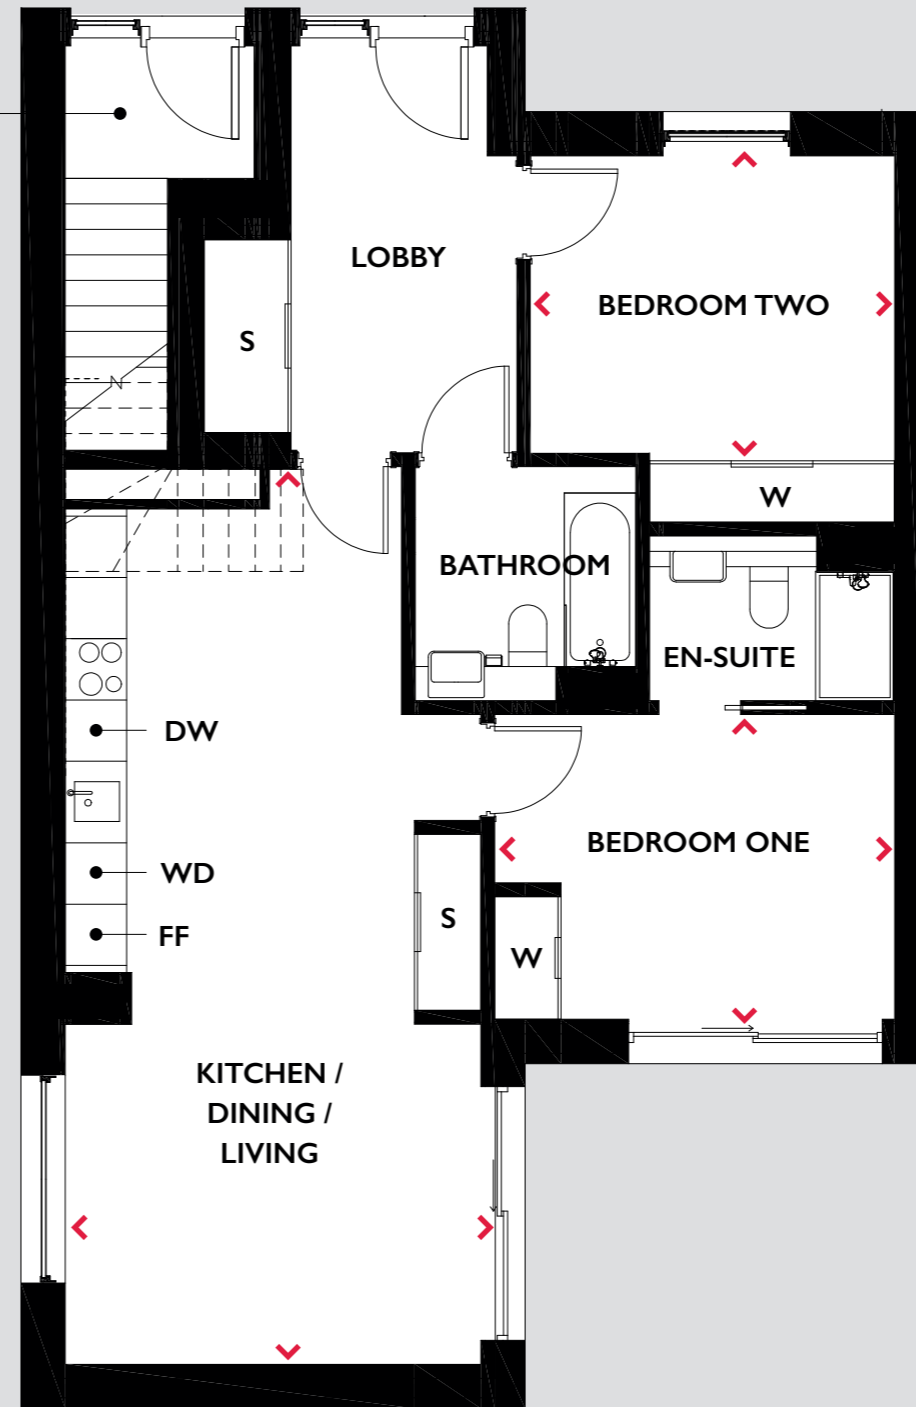 LOBBY
BEDROOM TWO
S
W
BATHROOM
EN-SUITE
DW
BEDROOM ONE
WD
S
FF
W
KITCHEN /
DINING /
LIVING